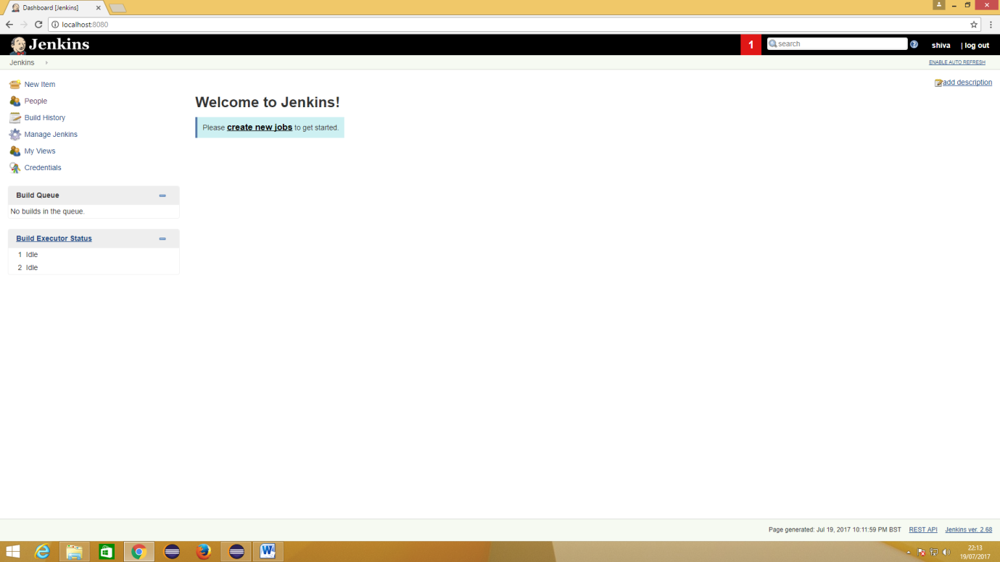 Dashboard [Jenkins]
localhost:8080
Jenkins
1
search
shiva
| log out
Jenkins
ENABLE AUTO REFRESH
New Item
People
Build History
Manage Jenkins
My Views
Credentials
add description
Welcome to Jenkins!
Please create new jobs to get started.
Build Queue
No builds in the queue.
Build Executor Status
1 Idle
2 Idle
Page generated: Jul 19, 2017 10:11:59 PM BST
REST API
Jenkins ver. 2.68
22:13
19/07/2017